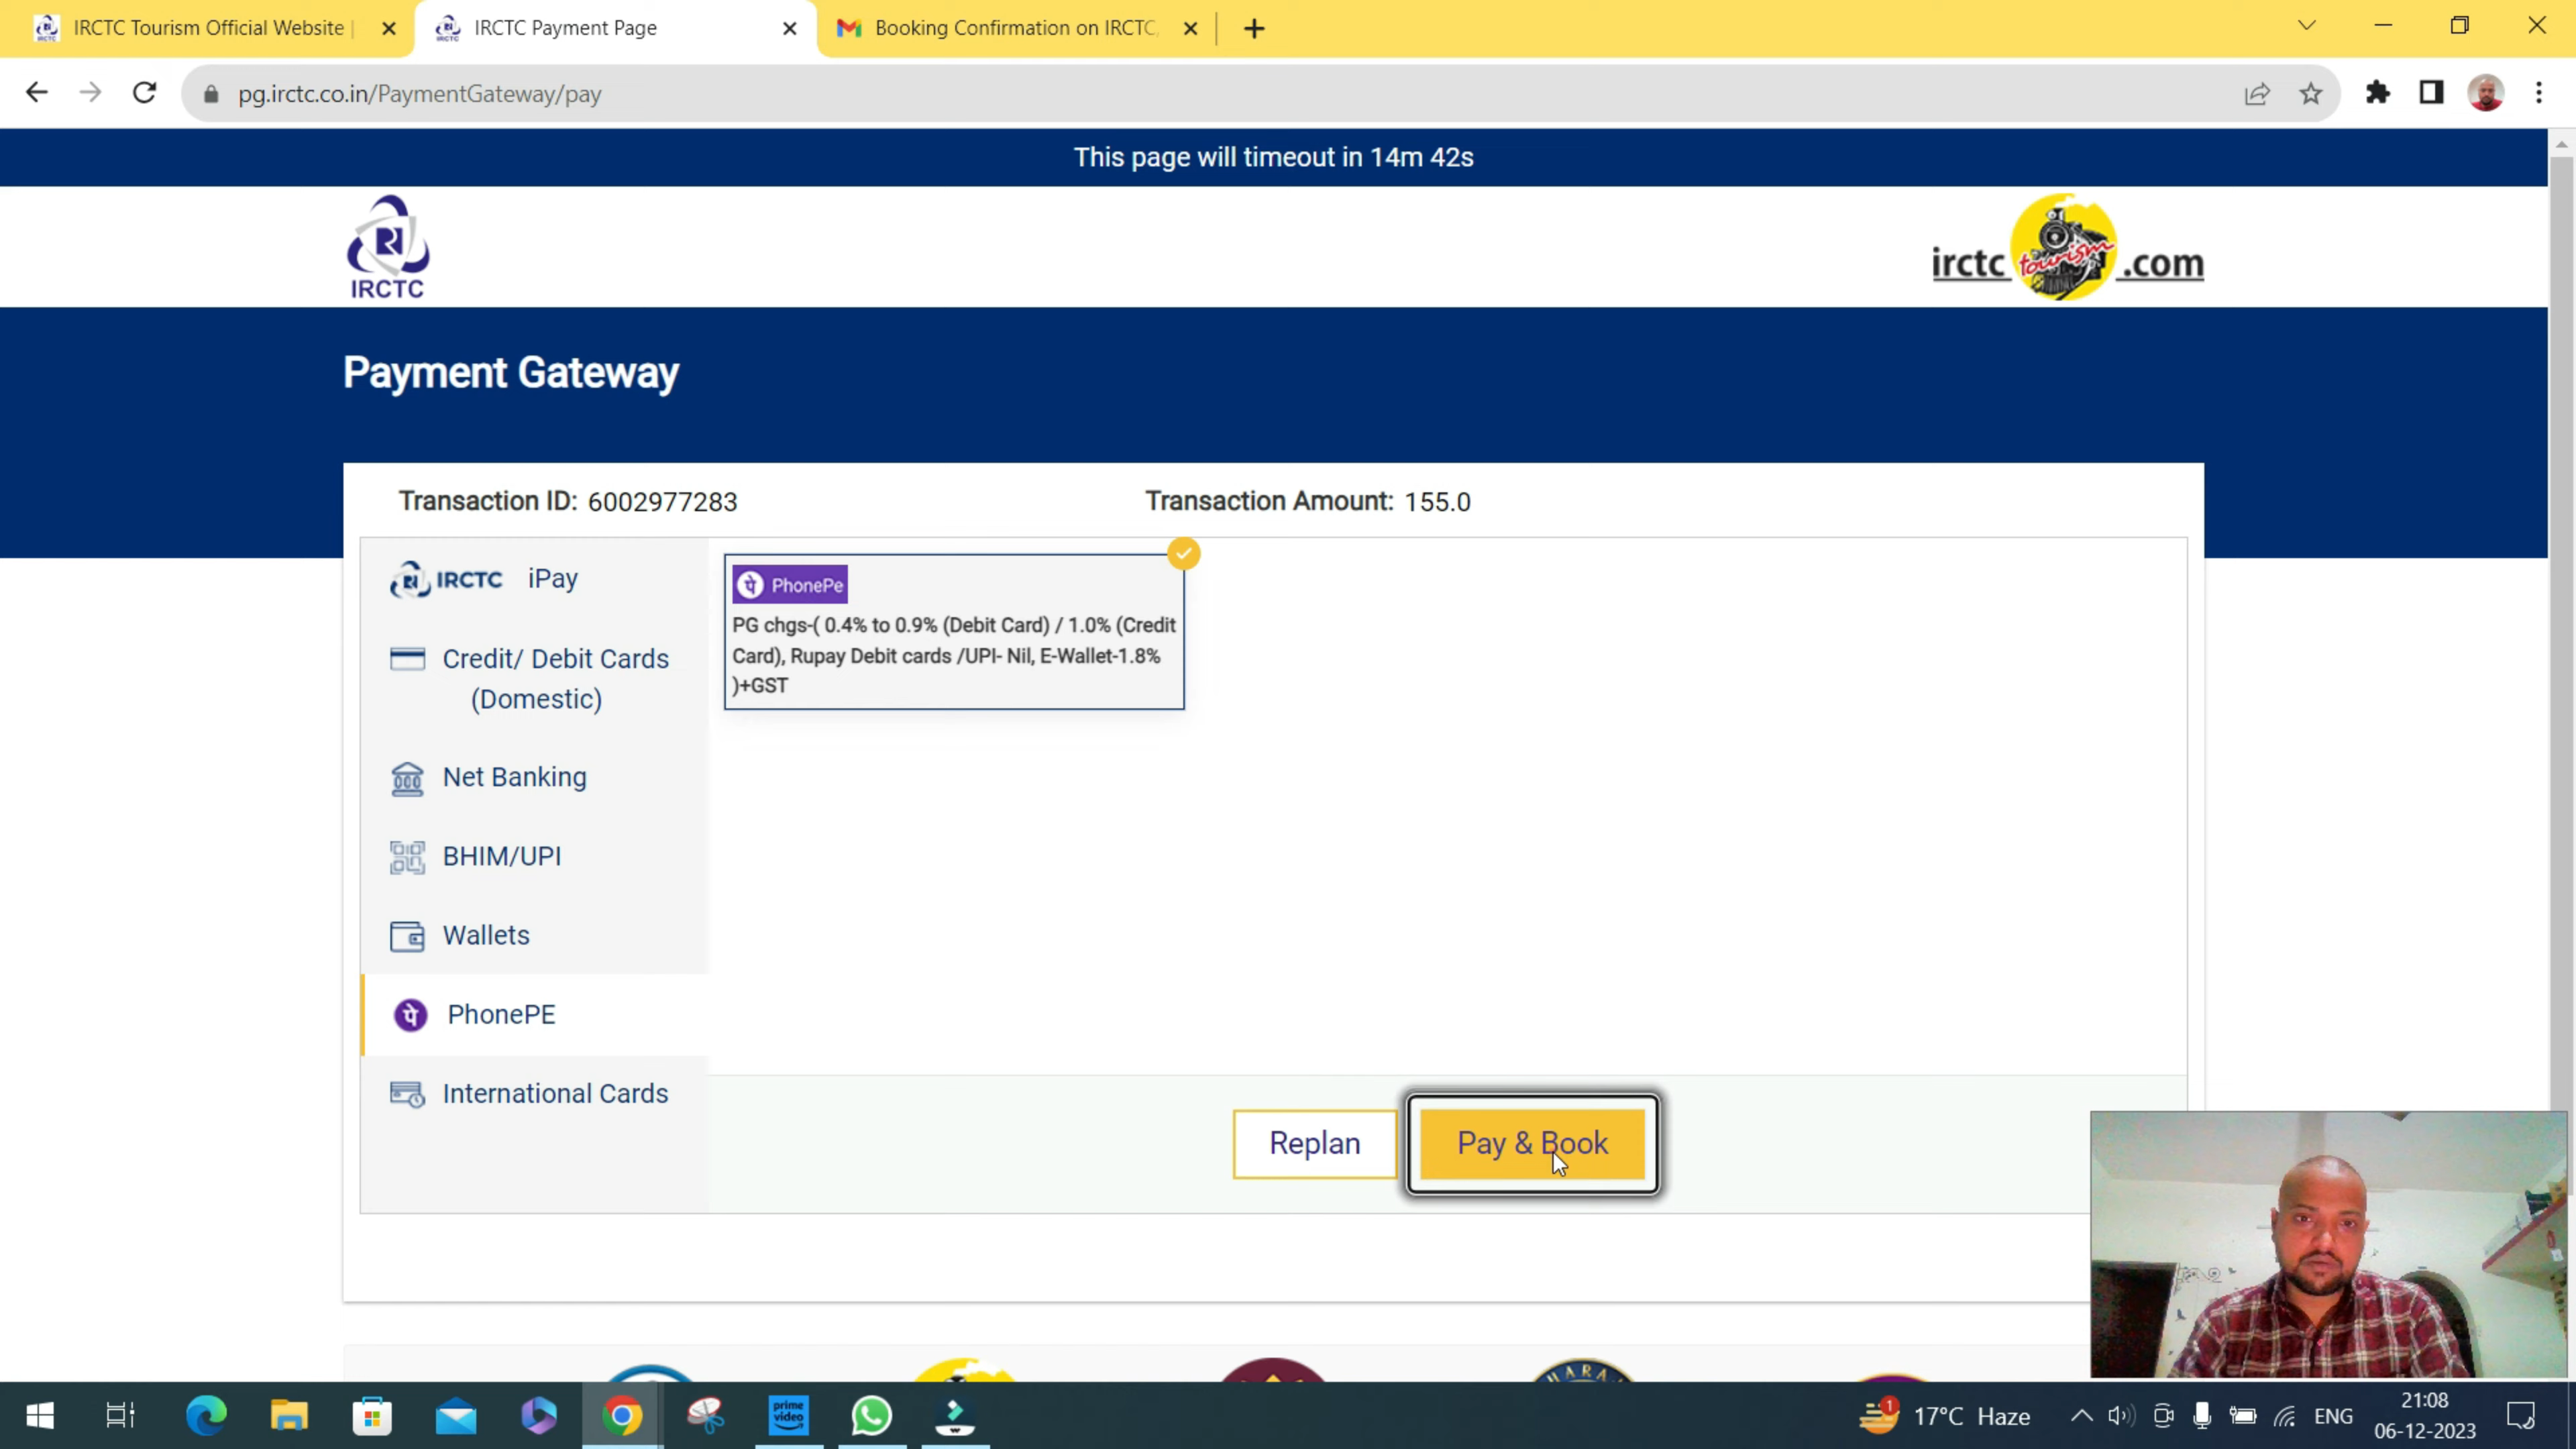 IRCTC Tourism Official Website |
IRCTC Payment Page
Booking Confirmation on IRCTC,
pg.irctc.co.in/PaymentGateway/pay
This page will timeout in 14m 42s
IRCTC
irctc tourism .com
Payment Gateway
Transaction ID: 6002977283
Transaction Amount: 155.0
IRCTC iPay
Credit/ Debit Cards
(Domestic)
Net Banking
BHIM/UPI
Wallets
पे PhonePE
International Cards
पे PhonePe
PG chgs-( 0.4% to 0.9% (Debit Card) / 1.0% (Credit
Card), Rupay Debit cards /UPI- Nil, E-Wallet-1.8%
)+GST
Replan
Pay & Book
prime
video
1
17°C Haze
ENG
21:08
06-12-2023